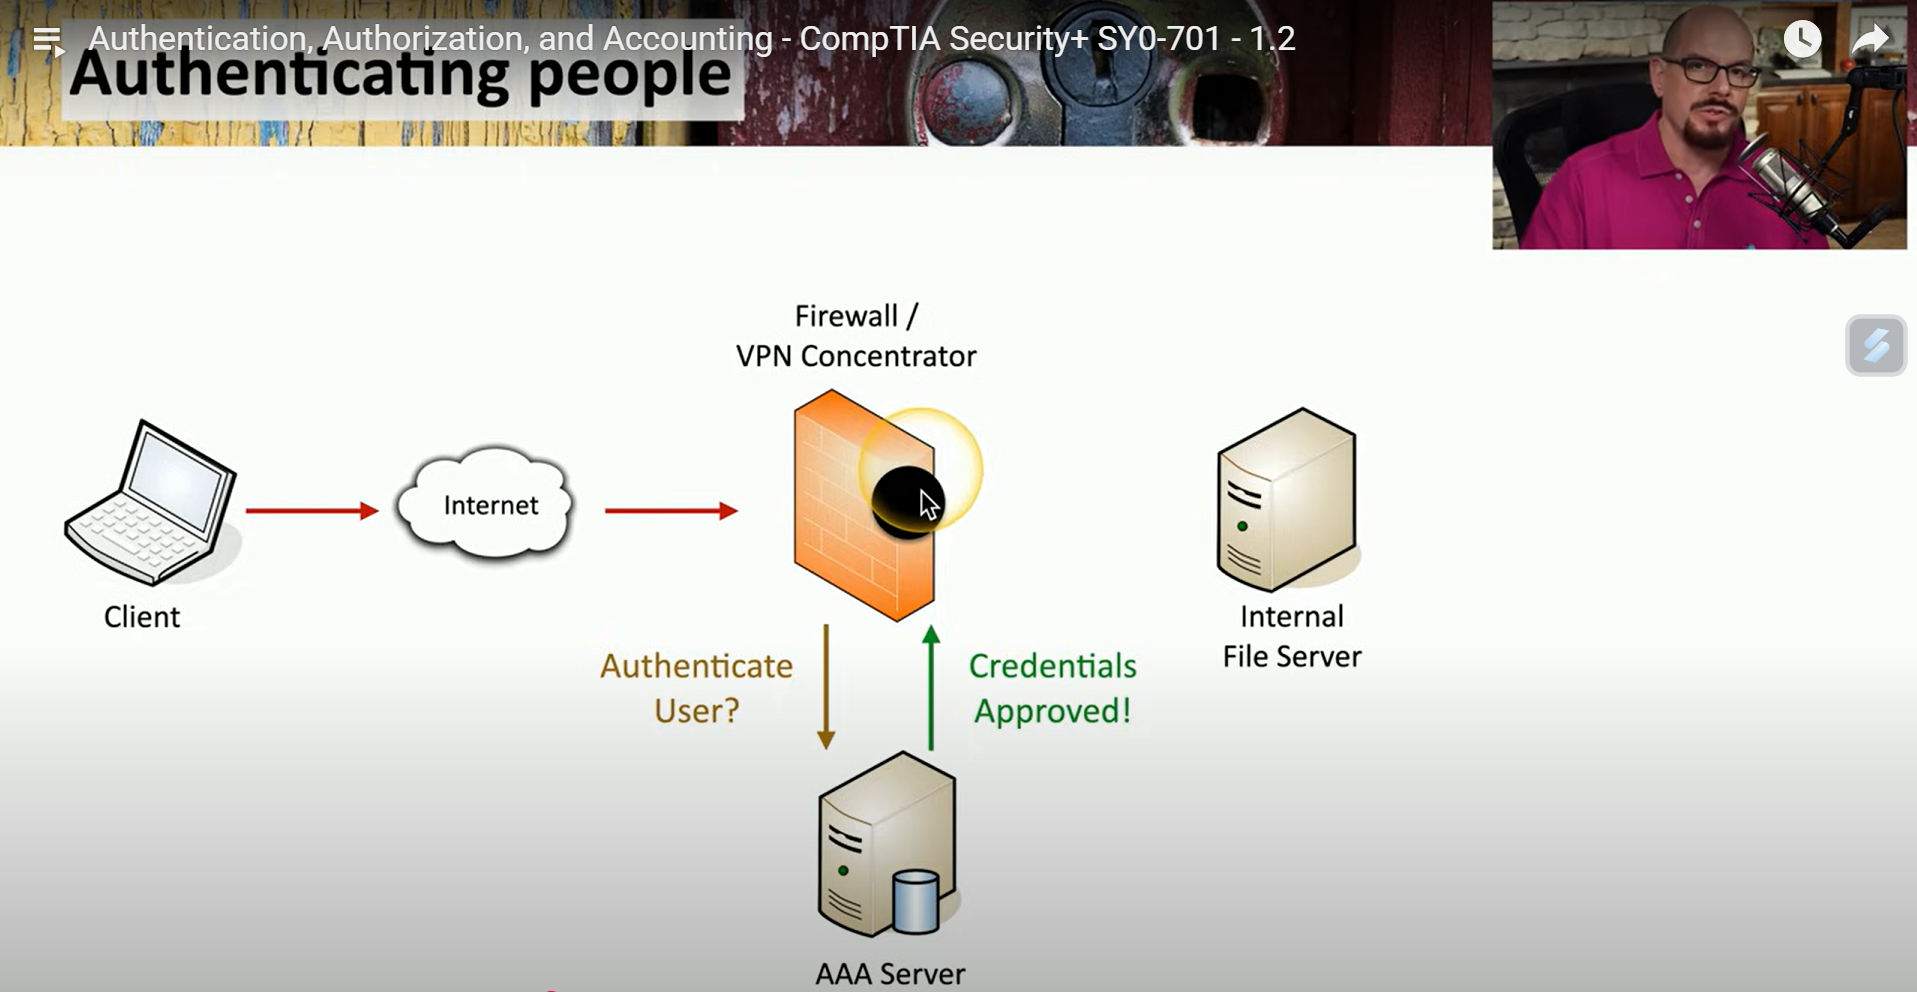 Authentication, Authorization, and Accounting - CompTIA Security+ SY0-701 - 1.2
Authenticating people
Firewall /
VPN Concentrator
Internet
Client
Internal
File Server
Authenticate
User?
Credentials
Approved!
AAA Server